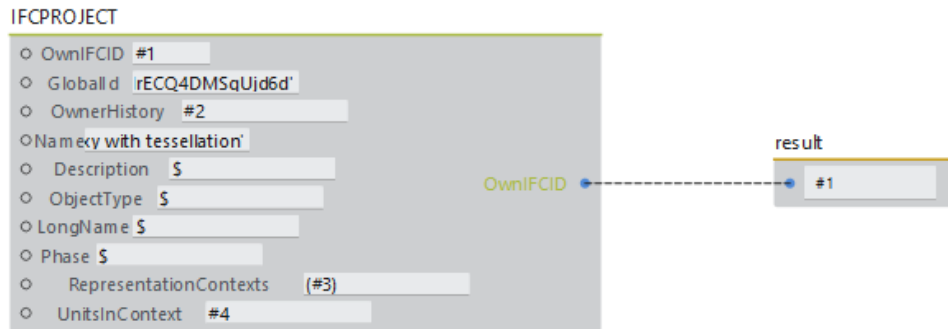 IFCPROJECT
OwnIFCID #1
GlobalId rECQ4DMSqUjd6d'
OwnerHistory #2
Name y with tessellation'
result
Description $
OwnIFCID
#1
ObjectType $
LongName $
Phase $
RepresentationContexts (#3)
UnitsInContext #4